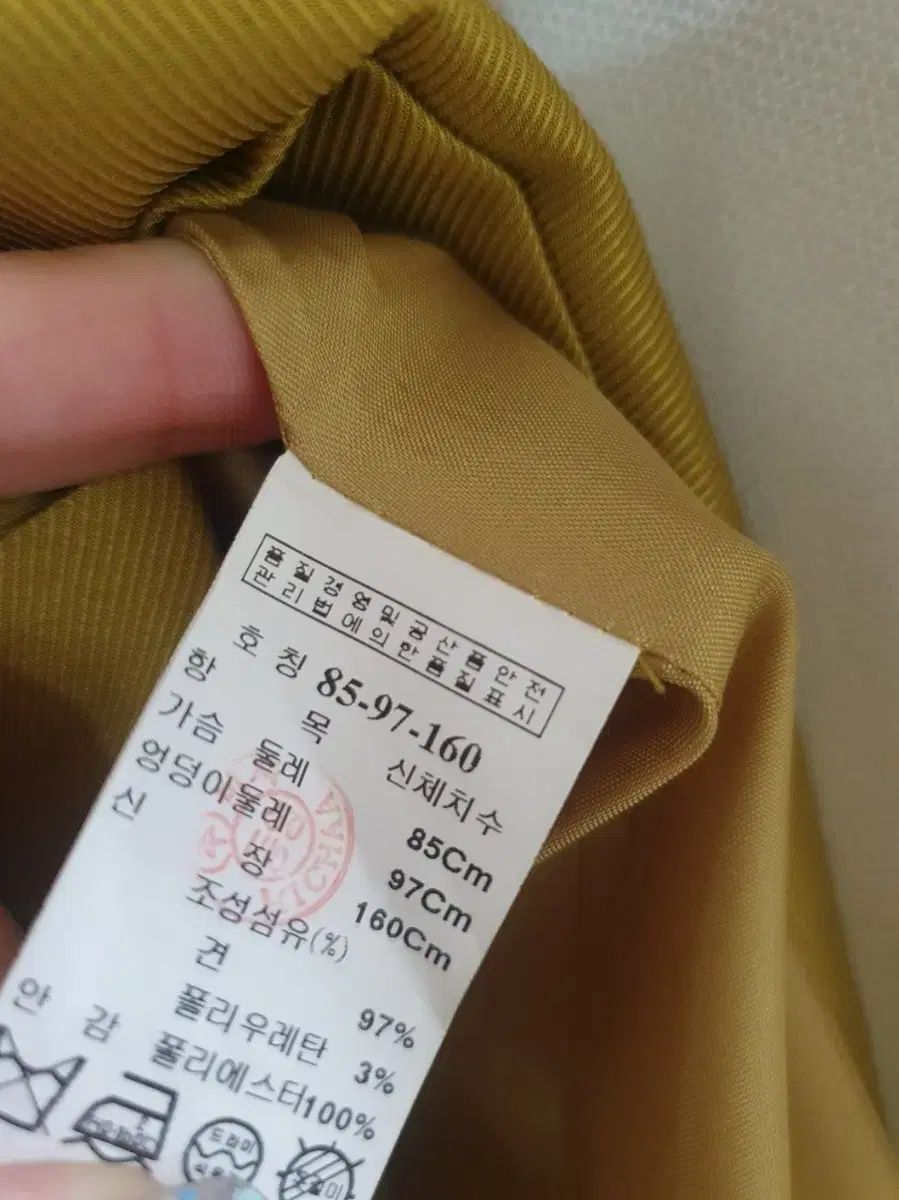 품질경영및공산품안전
관리법에의한품질표시
호칭 85-97-160
항목 신체치수
가슴둘레 85Cm
엉덩이둘레 97Cm
신장 160Cm
조성섬유(%)
견 97%
폴리우레탄 3%
안감 폴리에스터100%
드라이